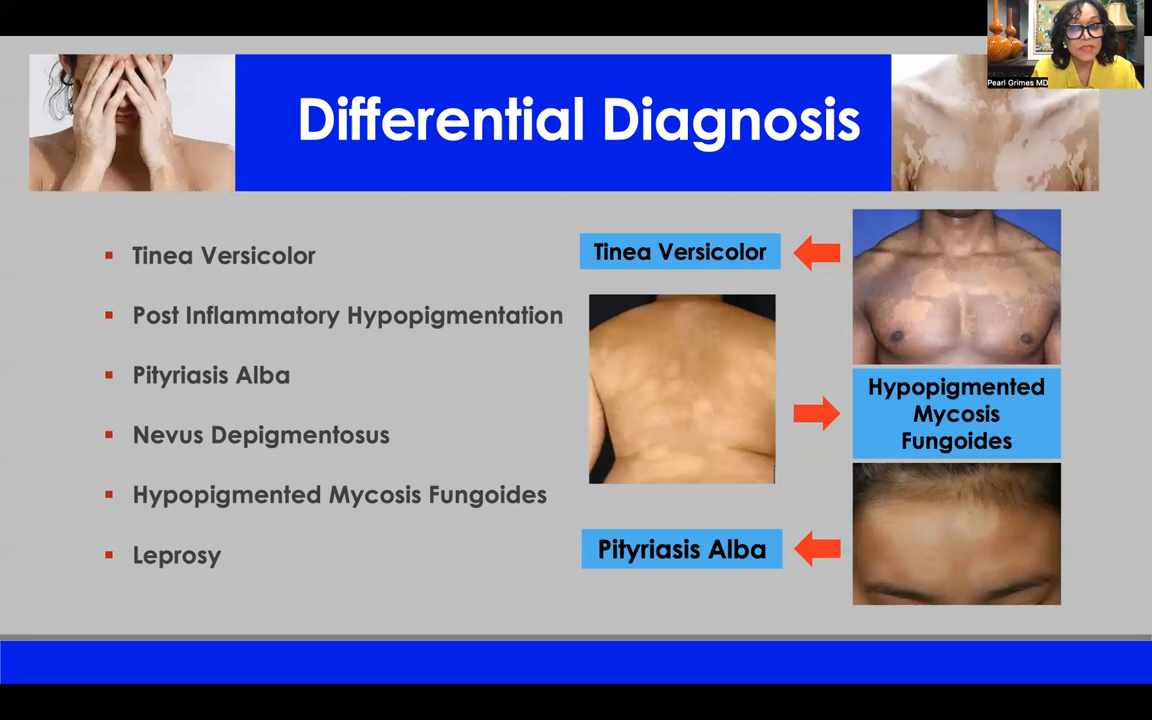 Pearl Grimes MD
Differential Diagnosis
Tinea Versicolor
Post Inflammatory Hypopigmentation
Pityriasis Alba
Nevus Depigmentosus
Hypopigmented Mycosis Fungoides
Leprosy
Tinea Versicolor
Hypopigmented
Mycosis
Fungoides
Pityriasis Alba